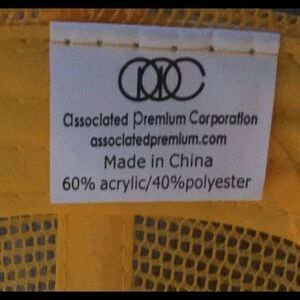 associated premium Corporation
associatedpremium.com
Made in China
60% acrylic/40%polyester